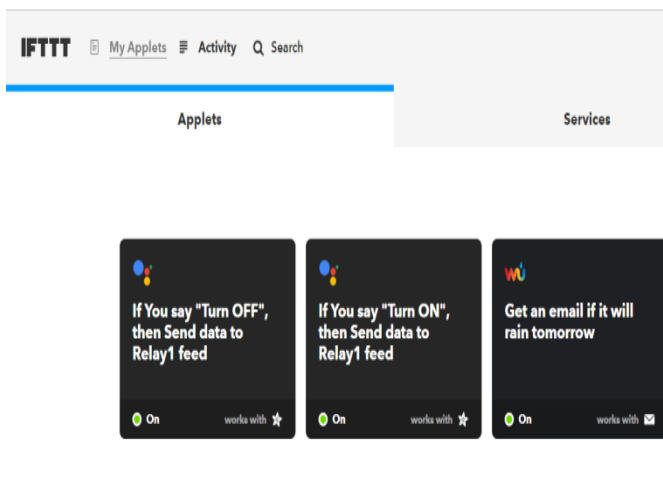 IFTTT My Applets Activity Search
Applets Services
If You say "Turn OFF",
then Send data to
Relay1 feed
On works with
If You say "Turn ON",
then Send data to
Relay1 feed
On works with
wu
Get an email if it will
rain tomorrow
On works with